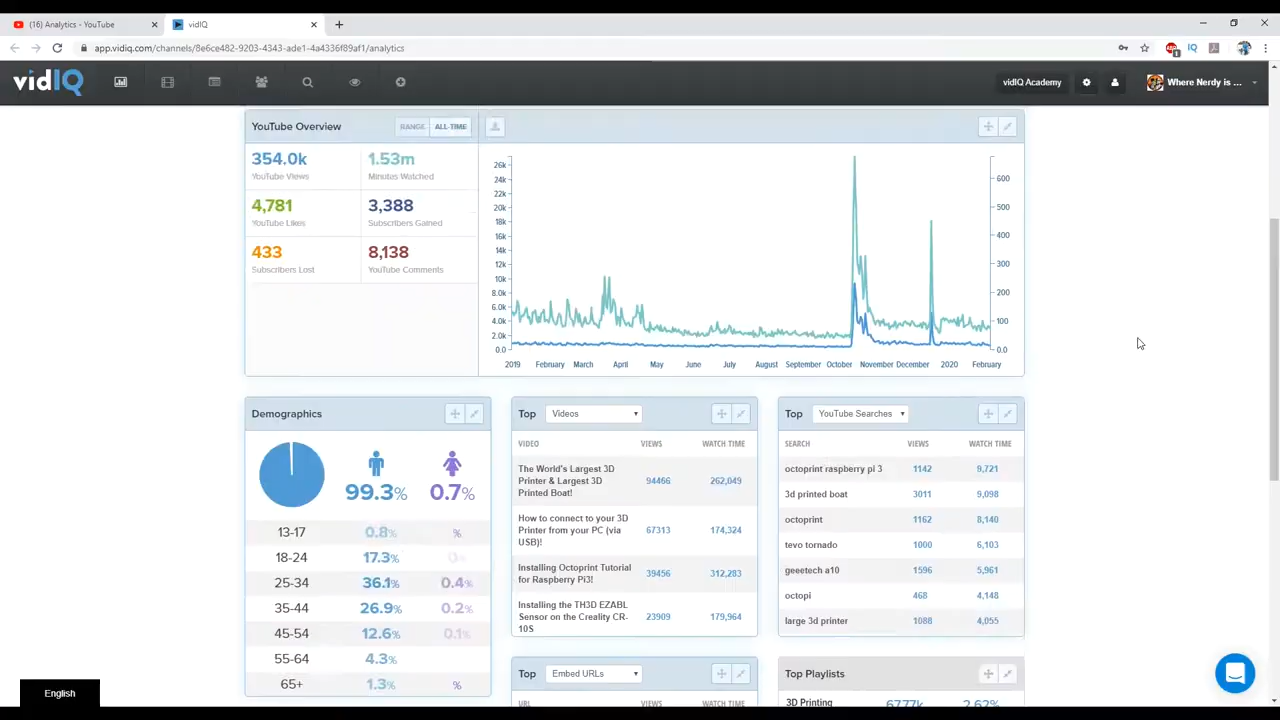 (16) Analytics - YouTube
vidIQ
app.vidiq.com/channels/8e6ce482-9203-4343-ade1-4a4336f89af1/analytics
vidIQ
vidIQ Academy
Where Nerdy is ...
YouTube Overview
RANGE ALL-TIME
354.0k
YouTube Views
1.53m
Minutes Watched
4,781
YouTube Likes
3,388
Subscribers Gained
433
Subscribers Lost
8,138
YouTube Comments
26k
24k
22k
20k
18k
16k
14k
12k
10k
8.0k
6.0k
4.0k
2.0k
0.0
600
500
400
300
200
100
0.0
2019 February March April May June July August September October November December 2020 February
Demographics
99.3% 0.7%
13-17 0.8% %
18-24 17.3%
25-34 36.1% 0.4%
35-44 26.9% 0.2%
45-54 12.6% 0.1%
55-64 4.3%
65+ 1.3% %
Top Videos
VIDEO VIEWS WATCH TIME
The World's Largest 3D
Printer & Largest 3D
Printed Boat!
94466 262,049
How to connect to your 3D
Printer from your PC (via
USB)!
67313 174,324
Installing Octoprint Tutorial
for Raspberry Pi3!
39456 312,283
Installing the TH3D EZABL
Sensor on the Creality CR-
10S
23909 179,964
Top YouTube Searches
SEARCH VIEWS WATCH TIME
octoprint raspberry pi 3 1142 9,721
3d printed boat 3011 9,098
octoprint 1162 8,140
tevo tornado 1000 6,103
geeetech a10 1596 5,961
octopi 468 4,148
large 3d printer 1088 4,055
Top Embed URLs
URL VIEWS WATCH TIME
Top Playlists
3D Printing 67.77k 2.62%
English